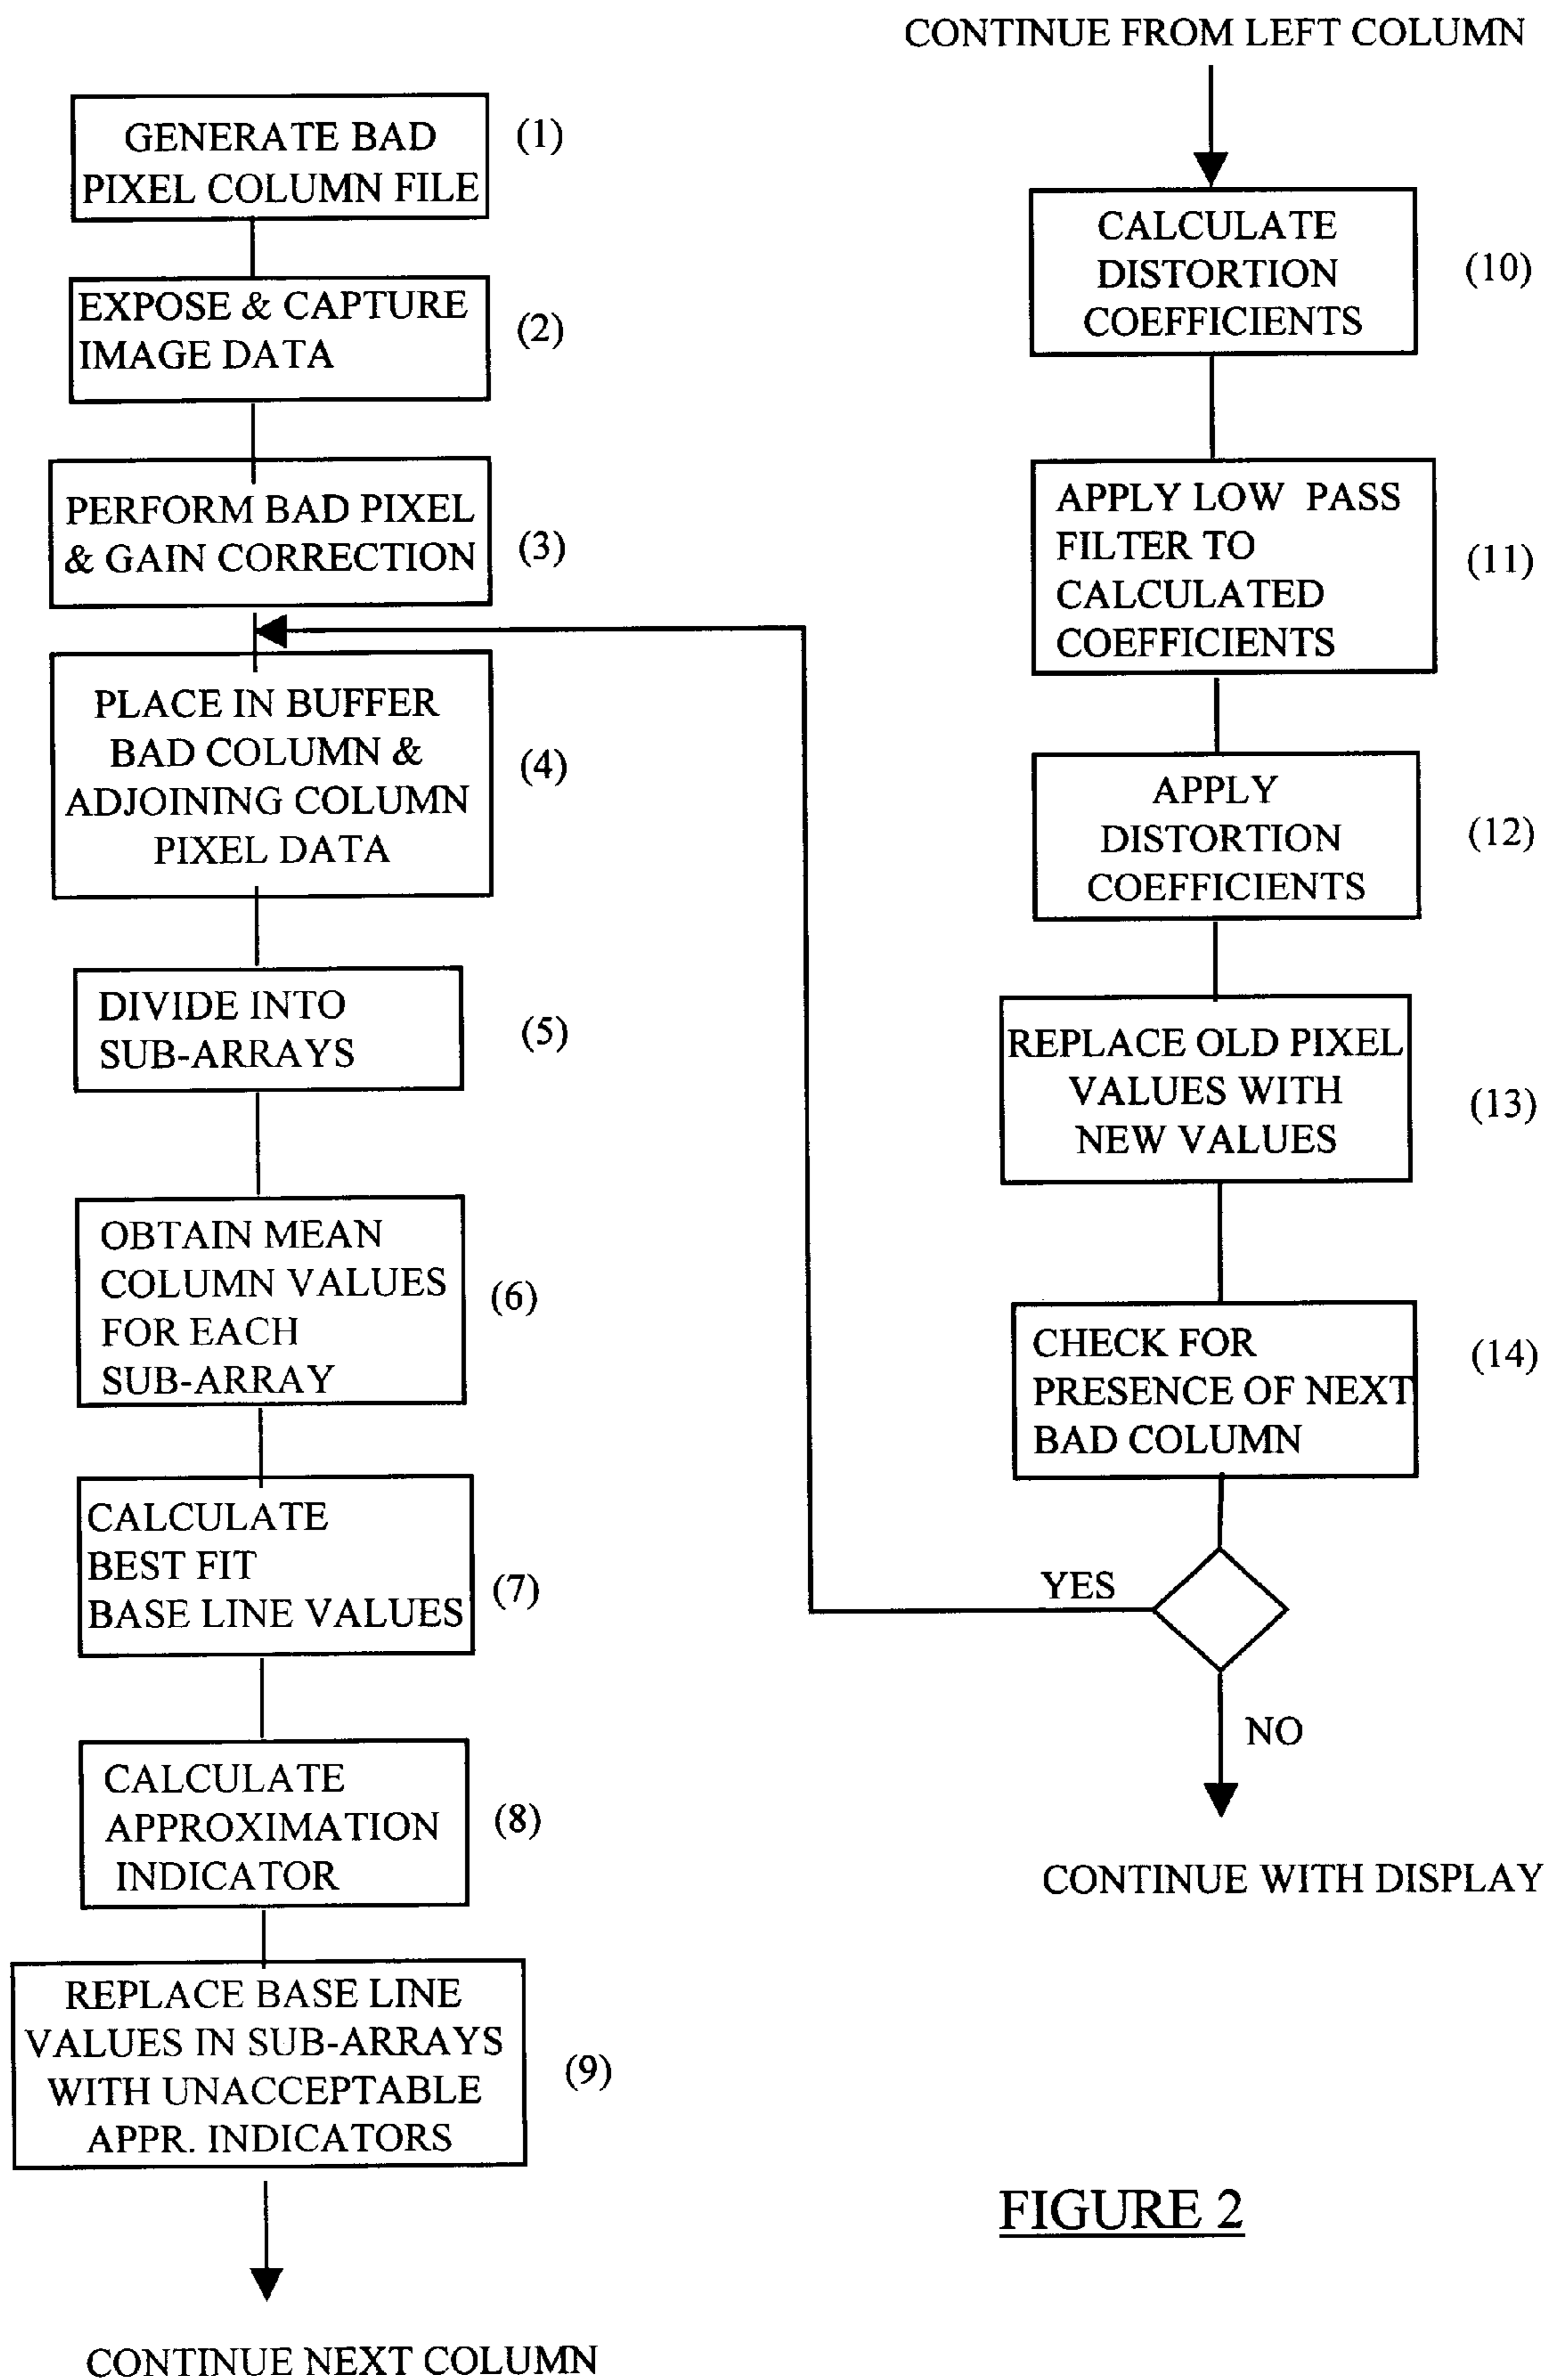 GENERATE BAD
PIXEL COLUMN FILE
(1)
EXPOSE & CAPTURE
IMAGE DATA
(2)
PERFORM BAD PIXEL
& GAIN CORRECTION
(3)
PLACE IN BUFFER
BAD COLUMN &
ADJOINING COLUMN
PIXEL DATA
(4)
DIVIDE INTO
SUB-ARRAYS
(5)
OBTAIN MEAN
COLUMN VALUES
FOR EACH
SUB-ARRAY
(6)
CALCULATE
BEST FIT
BASE LINE VALUES
(7)
CALCULATE
APPROXIMATION
INDICATOR
(8)
REPLACE BASE LINE
VALUES IN SUB-ARRAYS
WITH UNACCEPTABLE
APPR. INDICATORS
(9)
CONTINUE NEXT COLUMN
CONTINUE FROM LEFT COLUMN
CALCULATE
DISTORTION
COEFFICIENTS
(10)
APPLY LOW PASS
FILTER TO
CALCULATED
COEFFICIENTS
(11)
APPLY
DISTORTION
COEFFICIENTS
(12)
REPLACE OLD PIXEL
VALUES WITH
NEW VALUES
(13)
CHECK FOR
PRESENCE OF NEXT
BAD COLUMN
(14)
YES
NO
CONTINUE WITH DISPLAY
FIGURE 2